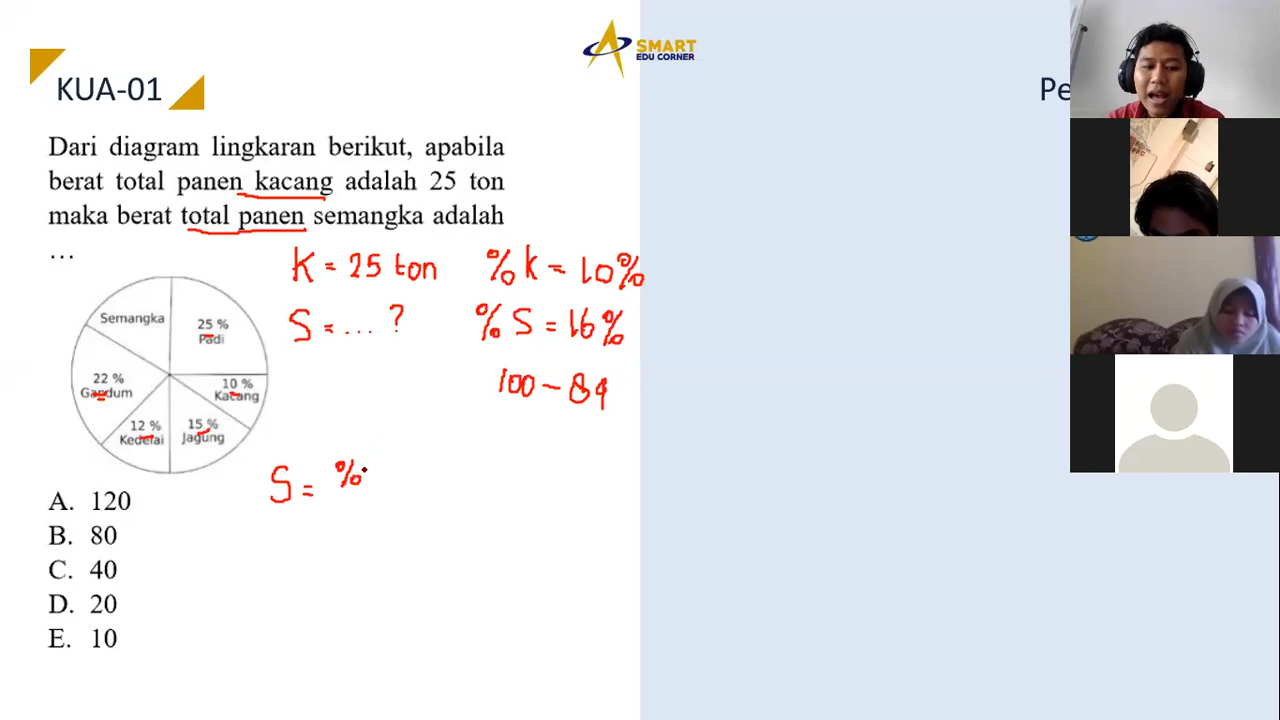 SMART
EDU CORNER
KUA-01
Pe
Dari diagram lingkaran berikut, apabila
berat total panen kacang adalah 25 ton
maka berat total panen semangka adalah
...
K = 25 ton
%k = 10%
S = ... ?
%S = 16%
100 - 84
Semangka
25 %
Padi
22 %
Gandum
10 %
Kacang
12 %
Kedelai
15 %
Jagung
S = %
A. 120
B. 80
C. 40
D. 20
E. 10